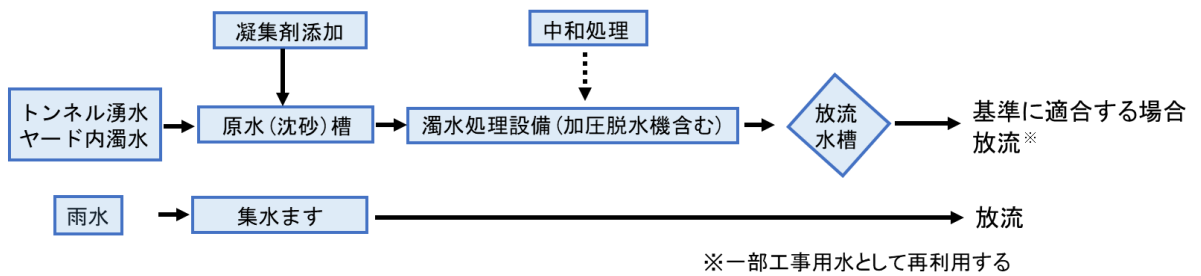 凝集剤添加
中和処理
トンネル湧水
ヤード内濁水
原水(沈砂)槽
濁水処理設備(加圧脱水機含む)
放流
水槽
基準に適合する場合
放流※
雨水
集水ます
放流
※一部工事用水として再利用する